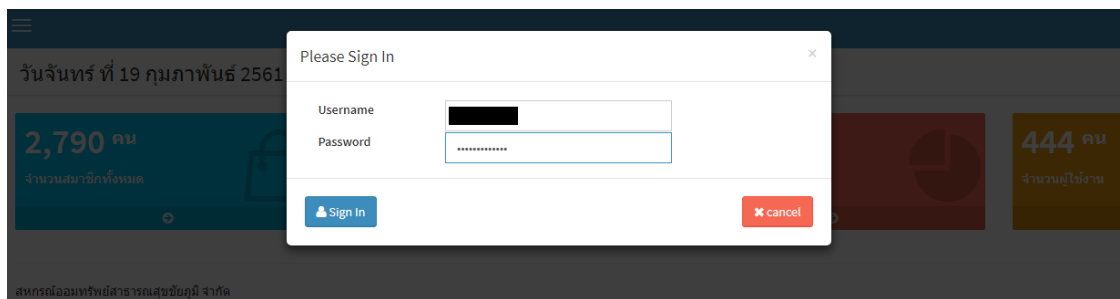 Please Sign In ×
วันจันทร์ ที่ 19 กุมภาพันธ์ 2561
Username
Password
2,790 คน
จำนวนสมาชิกทั้งหมด
444 คน
จำนวนผู้ใช้งาน
Sign In
cancel
สหกรณ์ออมทรัพย์สาธารณสุขชัยภูมิ จำกัด